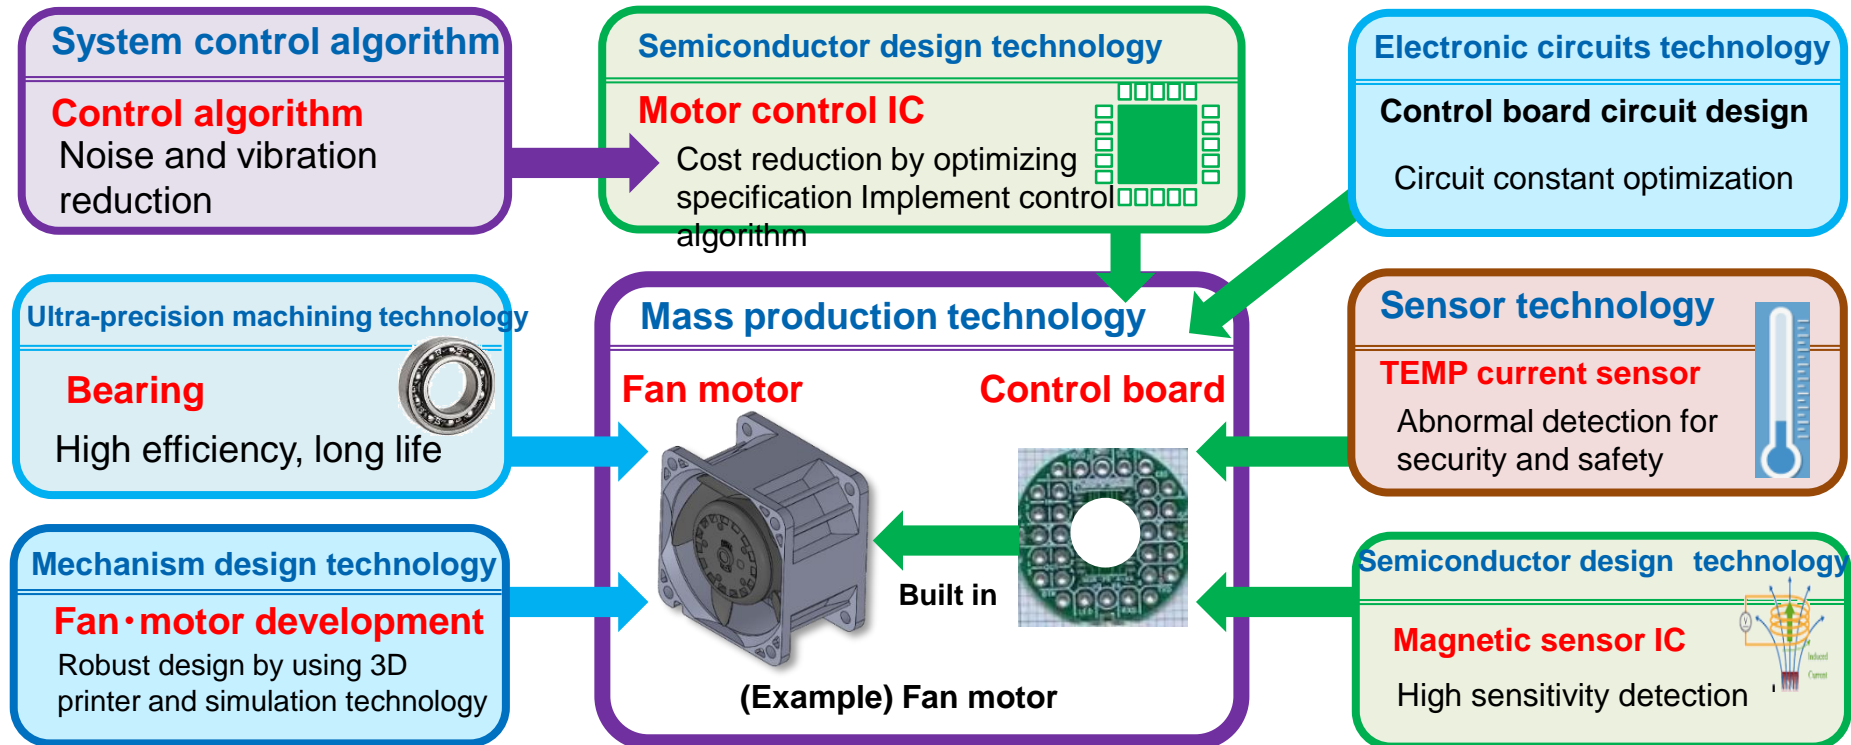 System control algorithm
Control algorithm
Noise and vibration
reduction
Semiconductor design technology
Motor control IC
Cost reduction by optimizing
specification Implement control
algorithm
Electronic circuits technology
Control board circuit design
Circuit constant optimization
Ultra-precision machining technology
Bearing
High efficiency, long life
Mass production technology
Fan motor
Control board
Built in
(Example) Fan motor
Sensor technology
TEMP current sensor
Abnormal detection for
security and safety
Mechanism design technology
Fan・motor development
Robust design by using 3D
printer and simulation technology
Semiconductor design technology
Magnetic sensor IC
High sensitivity detection
V
Induced
Current